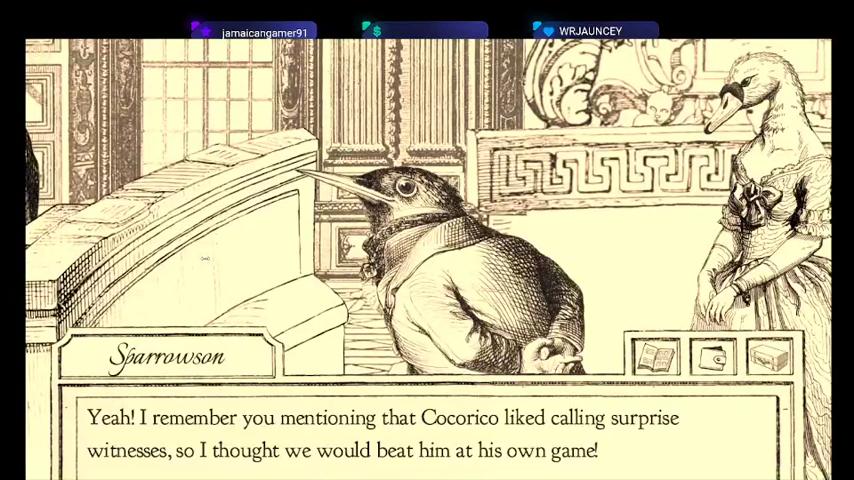 jamaicangamer91
$
WRJAUNCEY
Sparrowson
Yeah! I remember you mentioning that Cocorico liked calling surprise
witnesses, so I thought we would beat him at his own game!